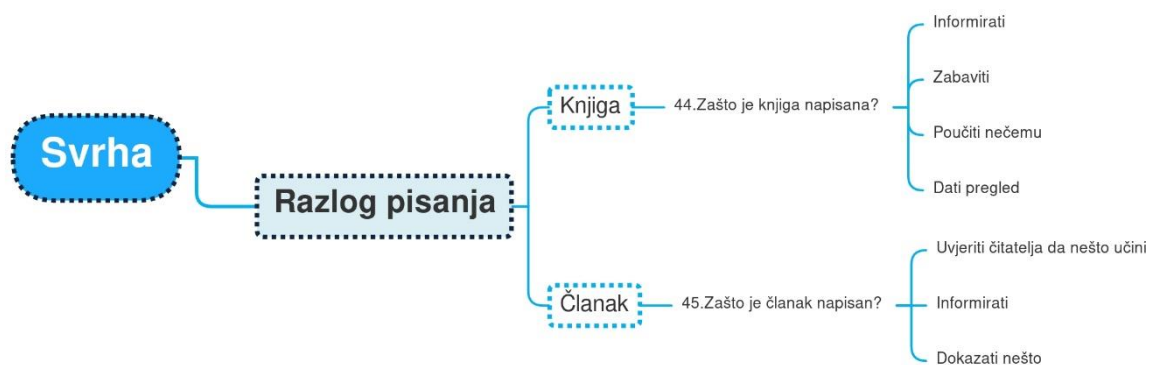 Svrha
Razlog pisanja
Knjiga
44.Zašto je knjiga napisana?
Informirati
Zabaviti
Poučiti nečemu
Dati pregled
Članak
45.Zašto je članak napisan?
Uvjeriti čitatelja da nešto učini
Informirati
Dokazati nešto